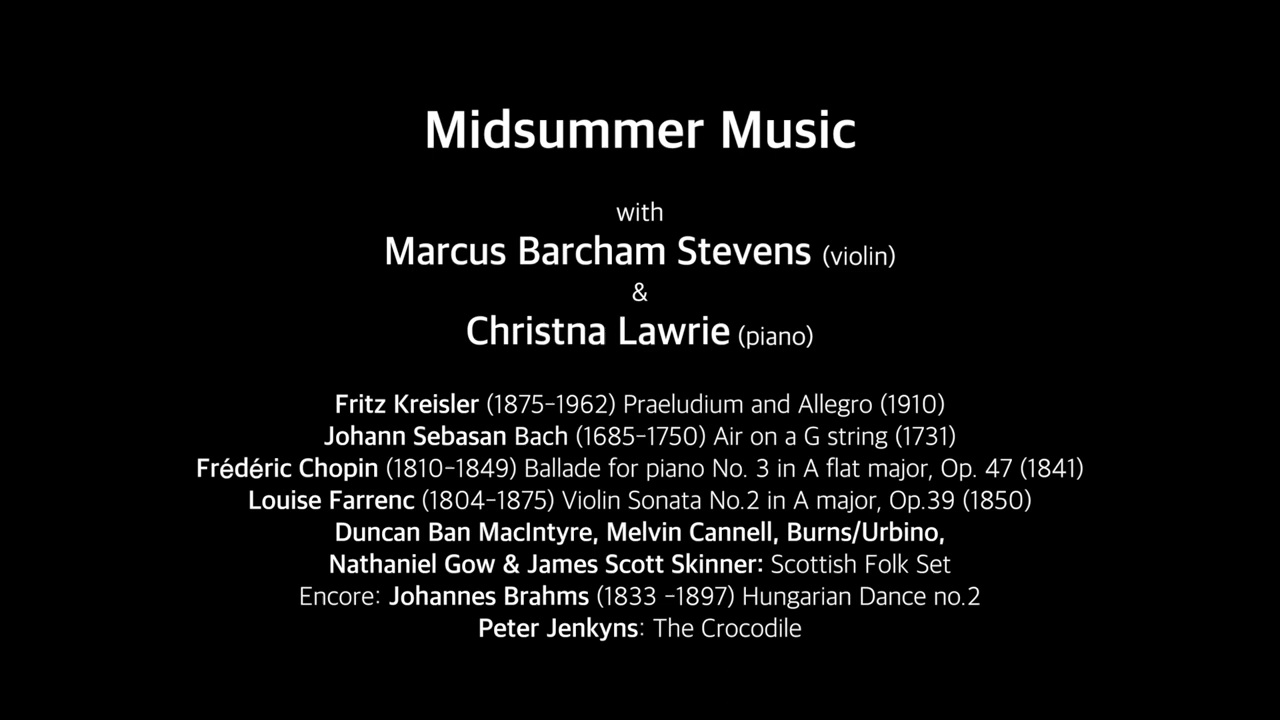 Midsummer Music
with
Marcus Barcham Stevens (violin)
&
Christna Lawrie (piano)
Fritz Kreisler (1875-1962) Praeludium and Allegro (1910)
Johann Sebasan Bach (1685-1750) Air on a G string (1731)
Frédéric Chopin (1810-1849) Ballade for piano No. 3 in A flat major, Op. 47 (1841)
Louise Farrenc (1804-1875) Violin Sonata No.2 in A major, Op.39 (1850)
Duncan Ban MacIntyre, Melvin Cannell, Burns/Urbino,
Nathaniel Gow & James Scott Skinner: Scottish Folk Set
Encore: Johannes Brahms (1833 -1897) Hungarian Dance no.2
Peter Jenkyns: The Crocodile